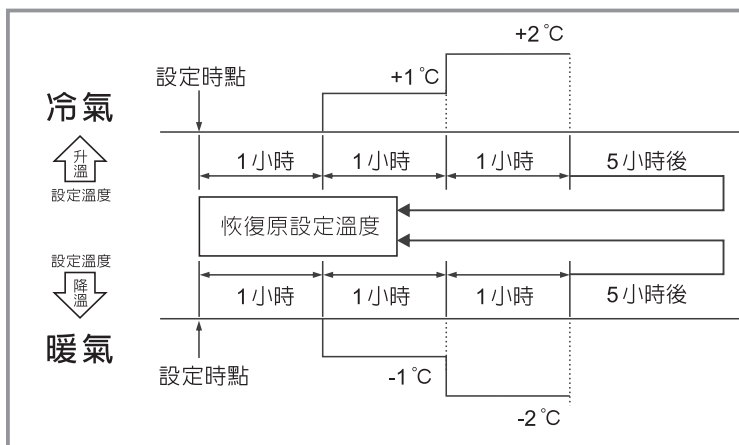 +2°C
設定時點
+1°C
冷氣
升溫
設定溫度
1小時
1小時
1小時
5小時後
恢復原設定溫度
設定溫度
降溫
1小時
1小時
1小時
5小時後
暖氣
設定時點
-1°C
-2°C